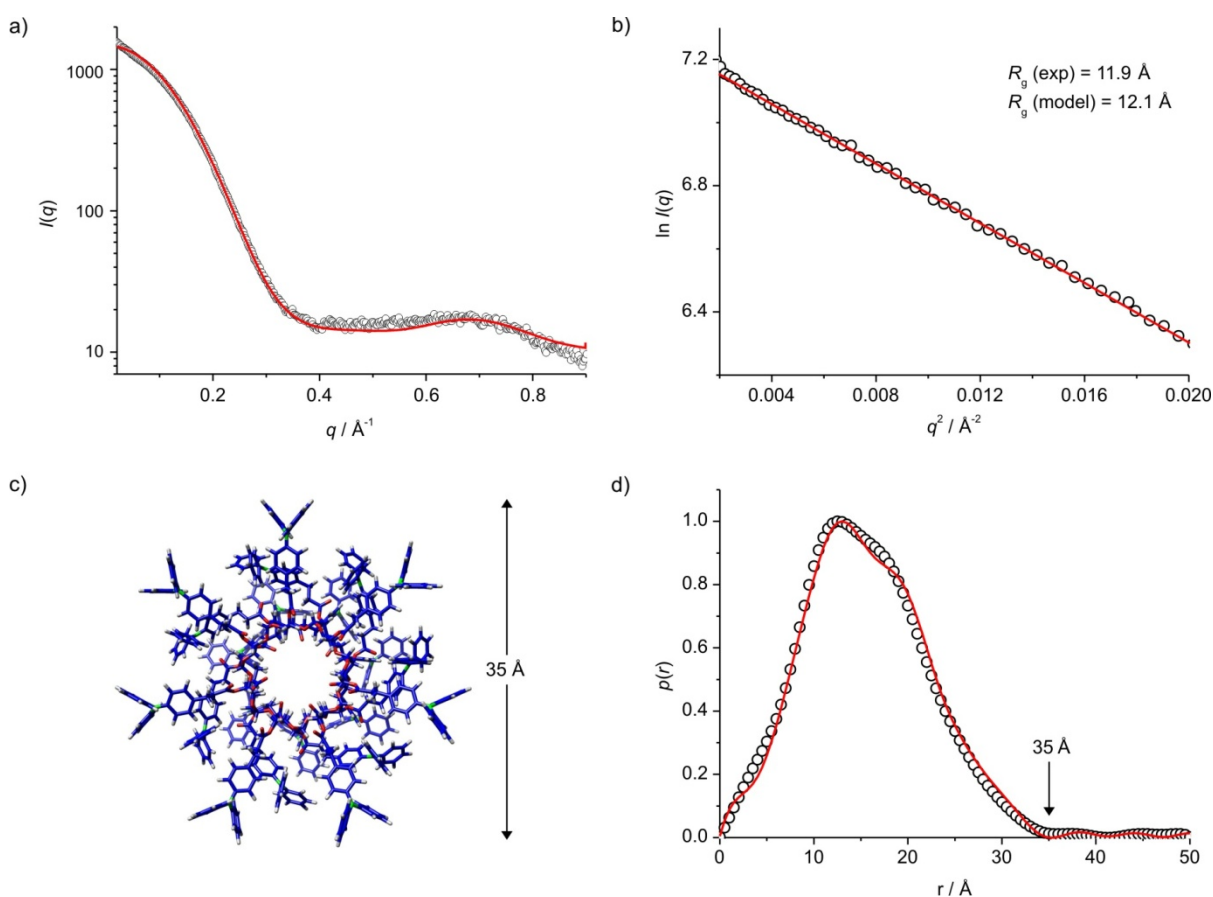 a)
1000
100
10
I(q)
0.2 0.4 0.6 0.8
q / Å⁻¹
b)
7.2
6.8
6.4
ln I(q)
Rg (exp) = 11.9 Å
Rg (model) = 12.1 Å
0.004 0.008 0.012 0.016 0.020
q² / Å⁻²
c)
35 Å
d)
1.0
0.8
0.6
0.4
0.2
0.0
p(r)
35 Å
0 10 20 30 40 50
r / Å